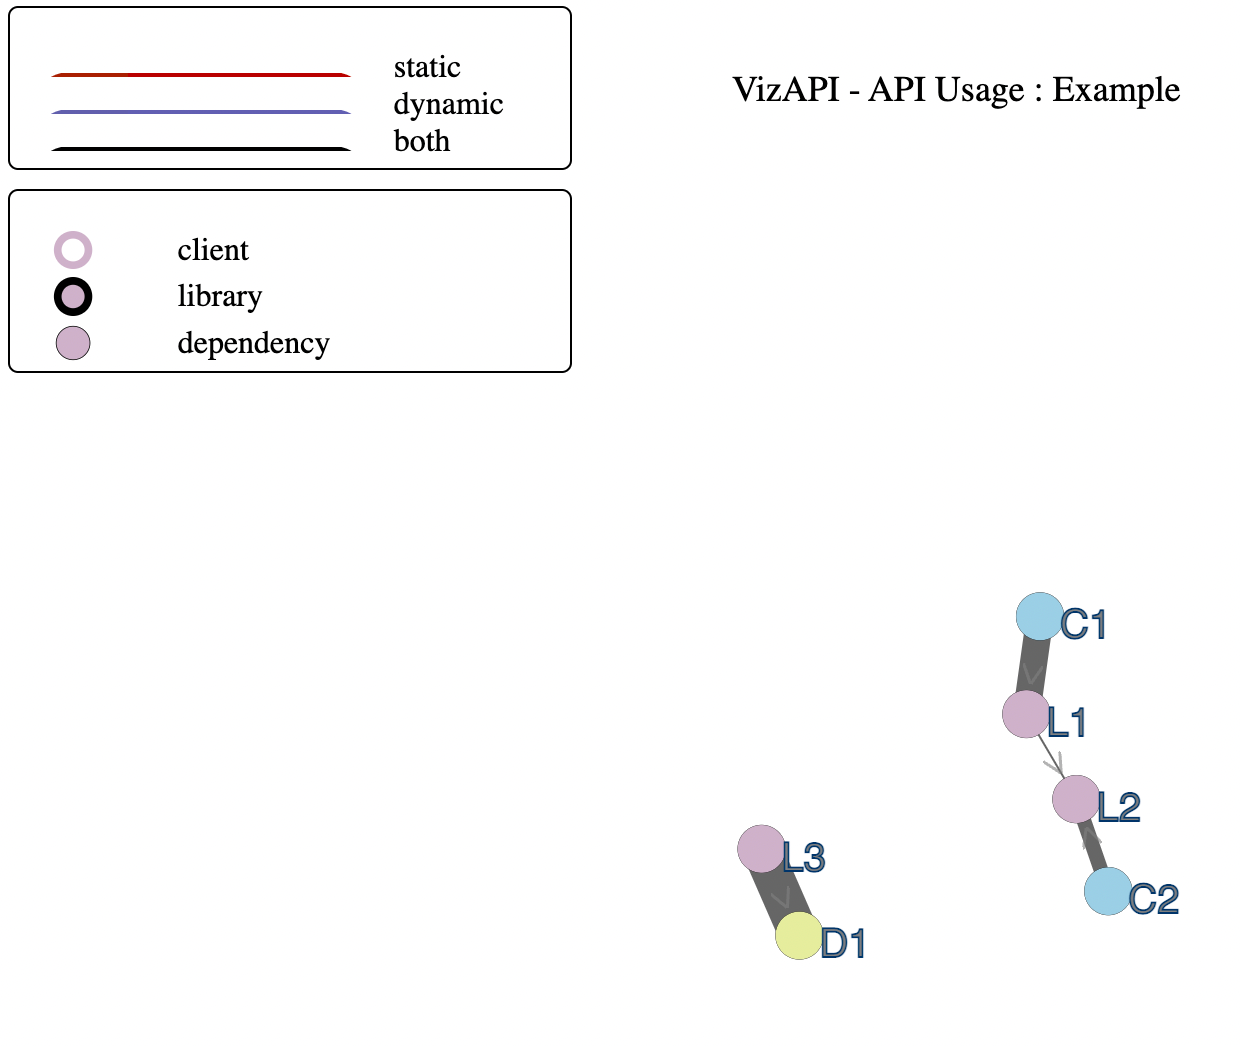 static
dynamic
both
VizAPI - API Usage : Example
client
library
dependency
C1
L1
L2
L3
C2
D1